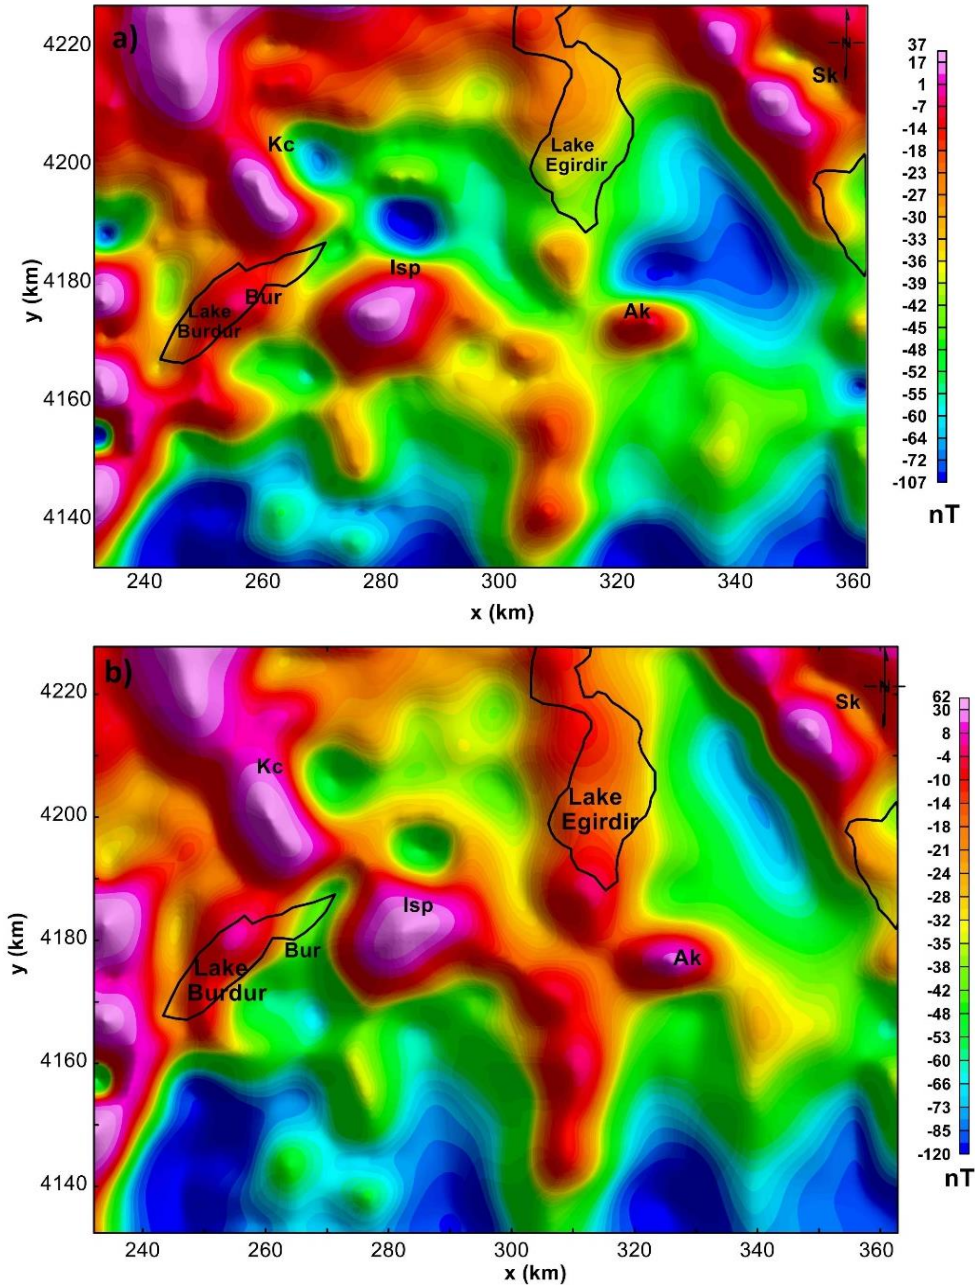 a)
4220
4200
4180
4160
4140
y (km)
240
260
280
300
320
340
360
x (km)
N
Sk
Kc
Lake
Egirdir
Isp
Bur
Lake
Burdur
Ak
37
17
1
-7
-14
-18
-23
-27
-30
-33
-36
-39
-42
-45
-48
-52
-55
-60
-64
-72
-107
nT
b)
4220
4200
4180
4160
4140
y (km)
240
260
280
300
320
340
360
x (km)
N
Sk
Kc
Lake
Egirdir
Isp
Bur
Lake
Burdur
Ak
62
30
8
-4
-10
-14
-18
-21
-24
-28
-32
-35
-38
-42
-48
-53
-60
-66
-73
-85
-120
nT